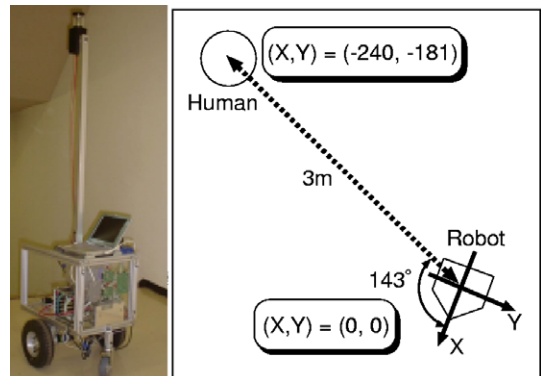 (X,Y) = (-240, -181)
Human
3m
Robot
143°
(X,Y) = (0, 0)
Y
X